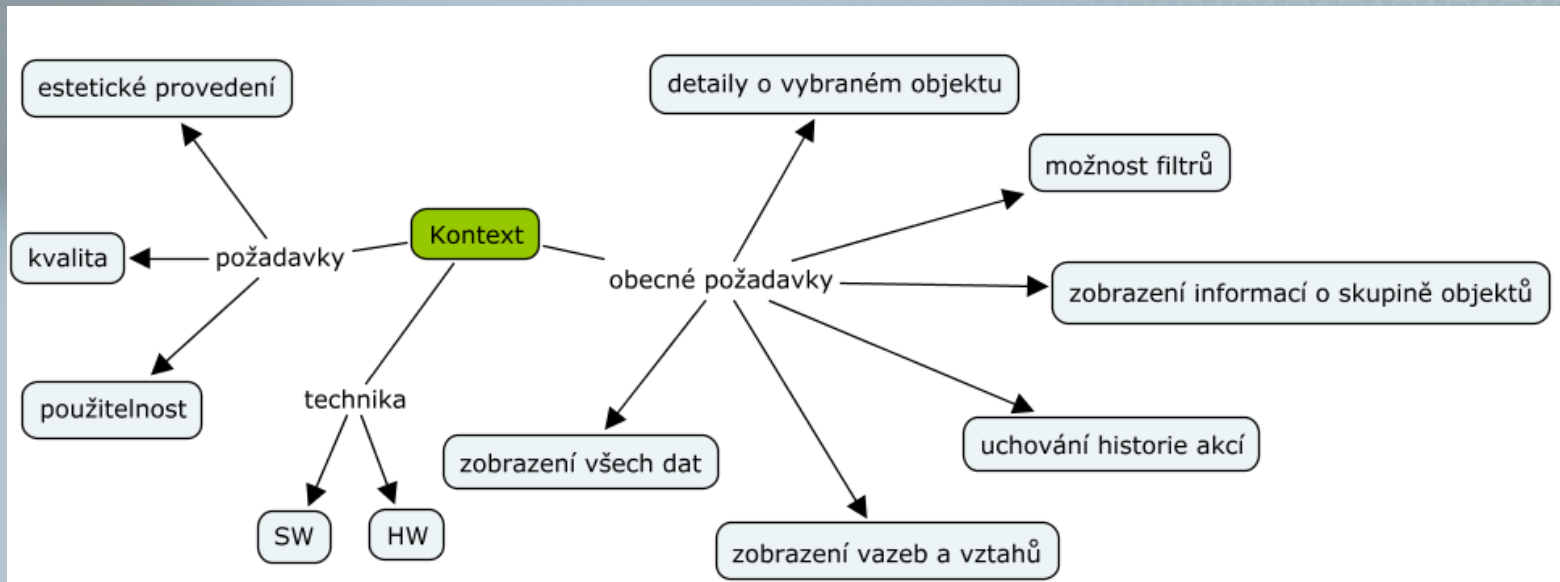 estetické provedení
detaily o vybraném objektu
možnost filtrů
Kontext
kvalita
požadavky
obecné požadavky
zobrazení informací o skupině objektů
použitelnost
technika
uchování historie akcí
zobrazení všech dat
SW
HW
zobrazení vazeb a vztahů